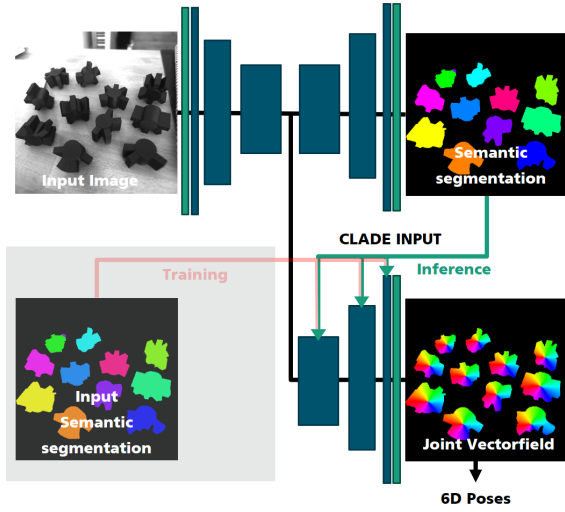 Input Image
Semantic
segmentation
CLADE INPUT
Training
Inference
Input
Semantic
segmentation
Joint Vectorfield
6D Poses